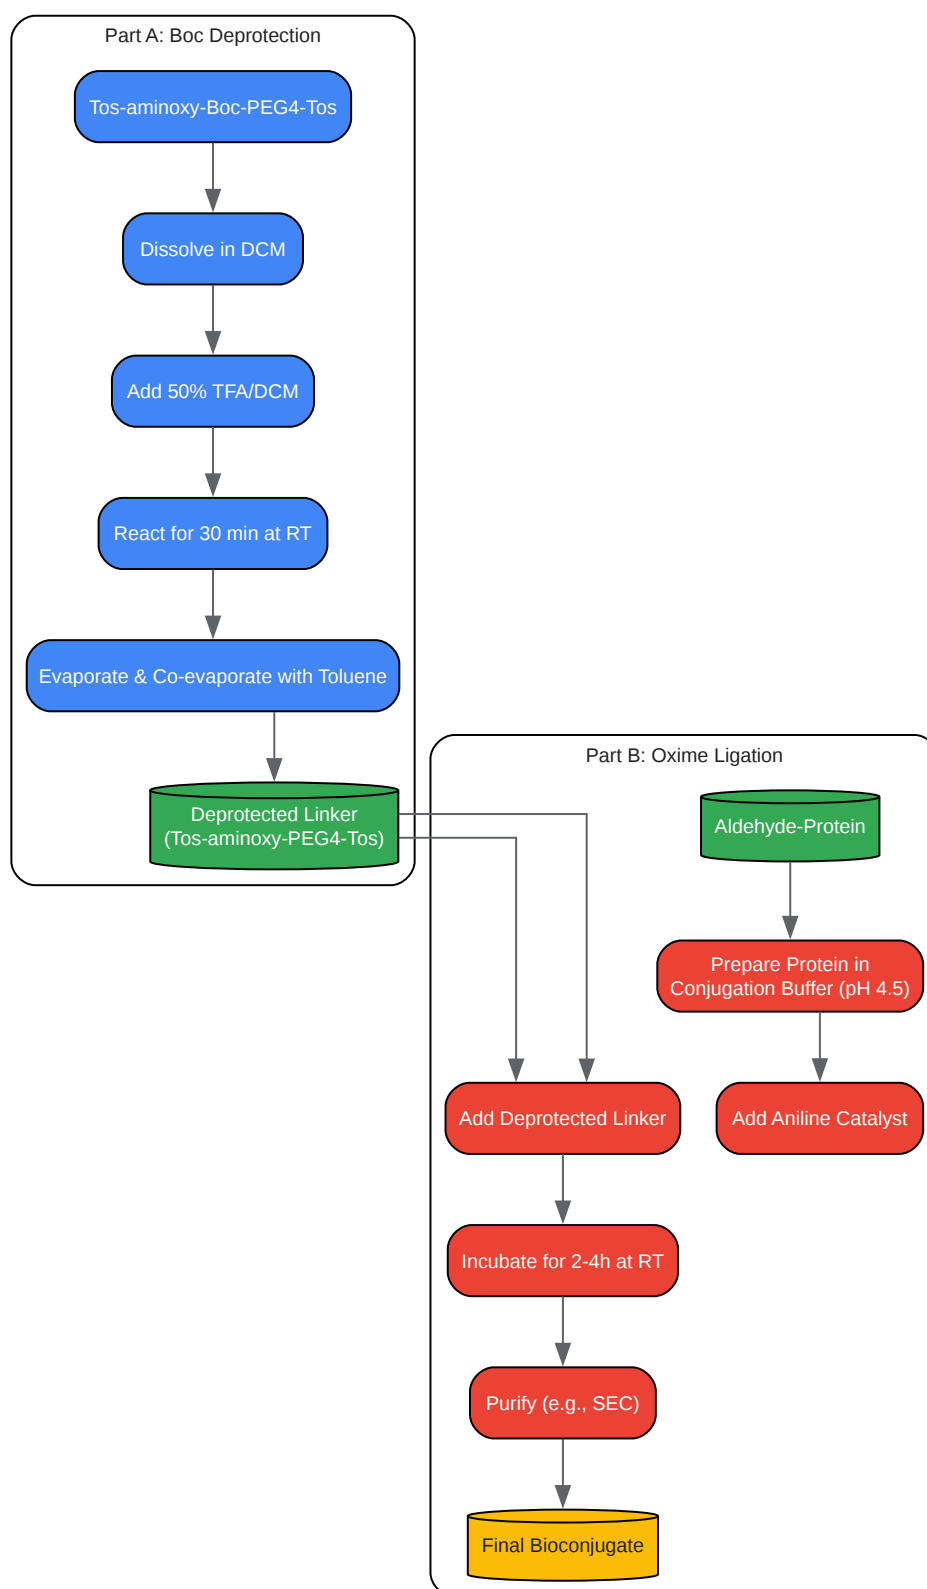 Part A: Boc Deprotection
Tos-aminoxy-Boc-PEG4-Tos
Dissolve in DCM
Add 50% TFA/DCM
React for 30 min at RT
Evaporate & Co-evaporate with Toluene
Deprotected Linker
(Tos-aminoxy-PEG4-Tos)
Part B: Oxime Ligation
Aldehyde-Protein
Prepare Protein in
Conjugation Buffer (pH 4.5)
Add Deprotected Linker
Add Aniline Catalyst
Incubate for 2-4h at RT
Purify (e.g., SEC)
Final Bioconjugate